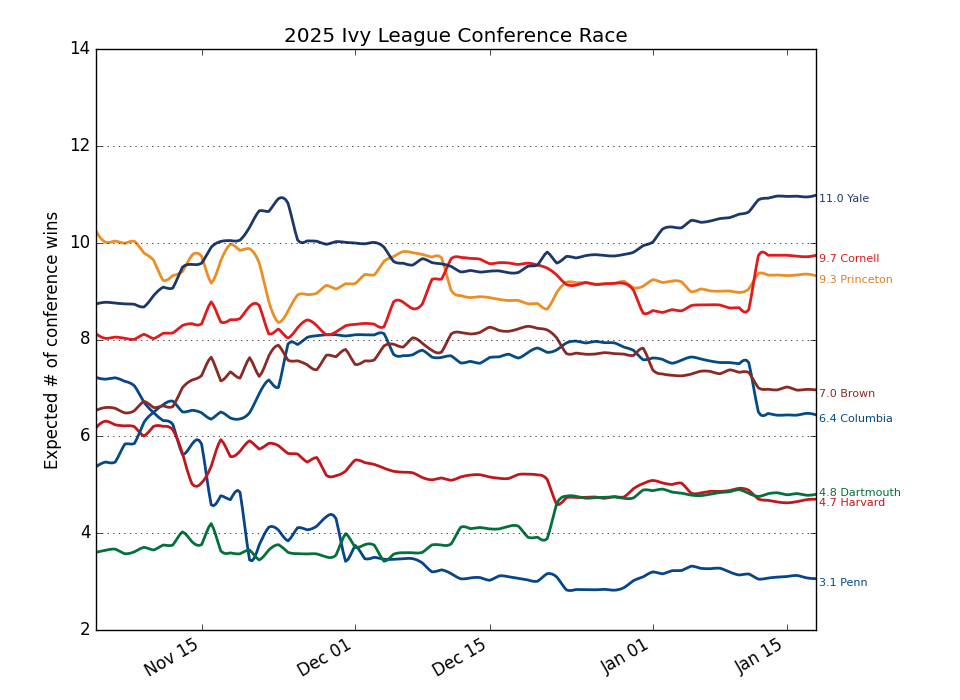 2025 Ivy League Conference Race
Expected # of conference wins
14
12
10
8
6
4
2
Nov 15
Dec 01
Dec 15
Jan 01
Jan 15
11.0 Yale
9.7 Cornell
9.3 Princeton
7.0 Brown
6.4 Columbia
4.8 Dartmouth
4.7 Harvard
3.1 Penn